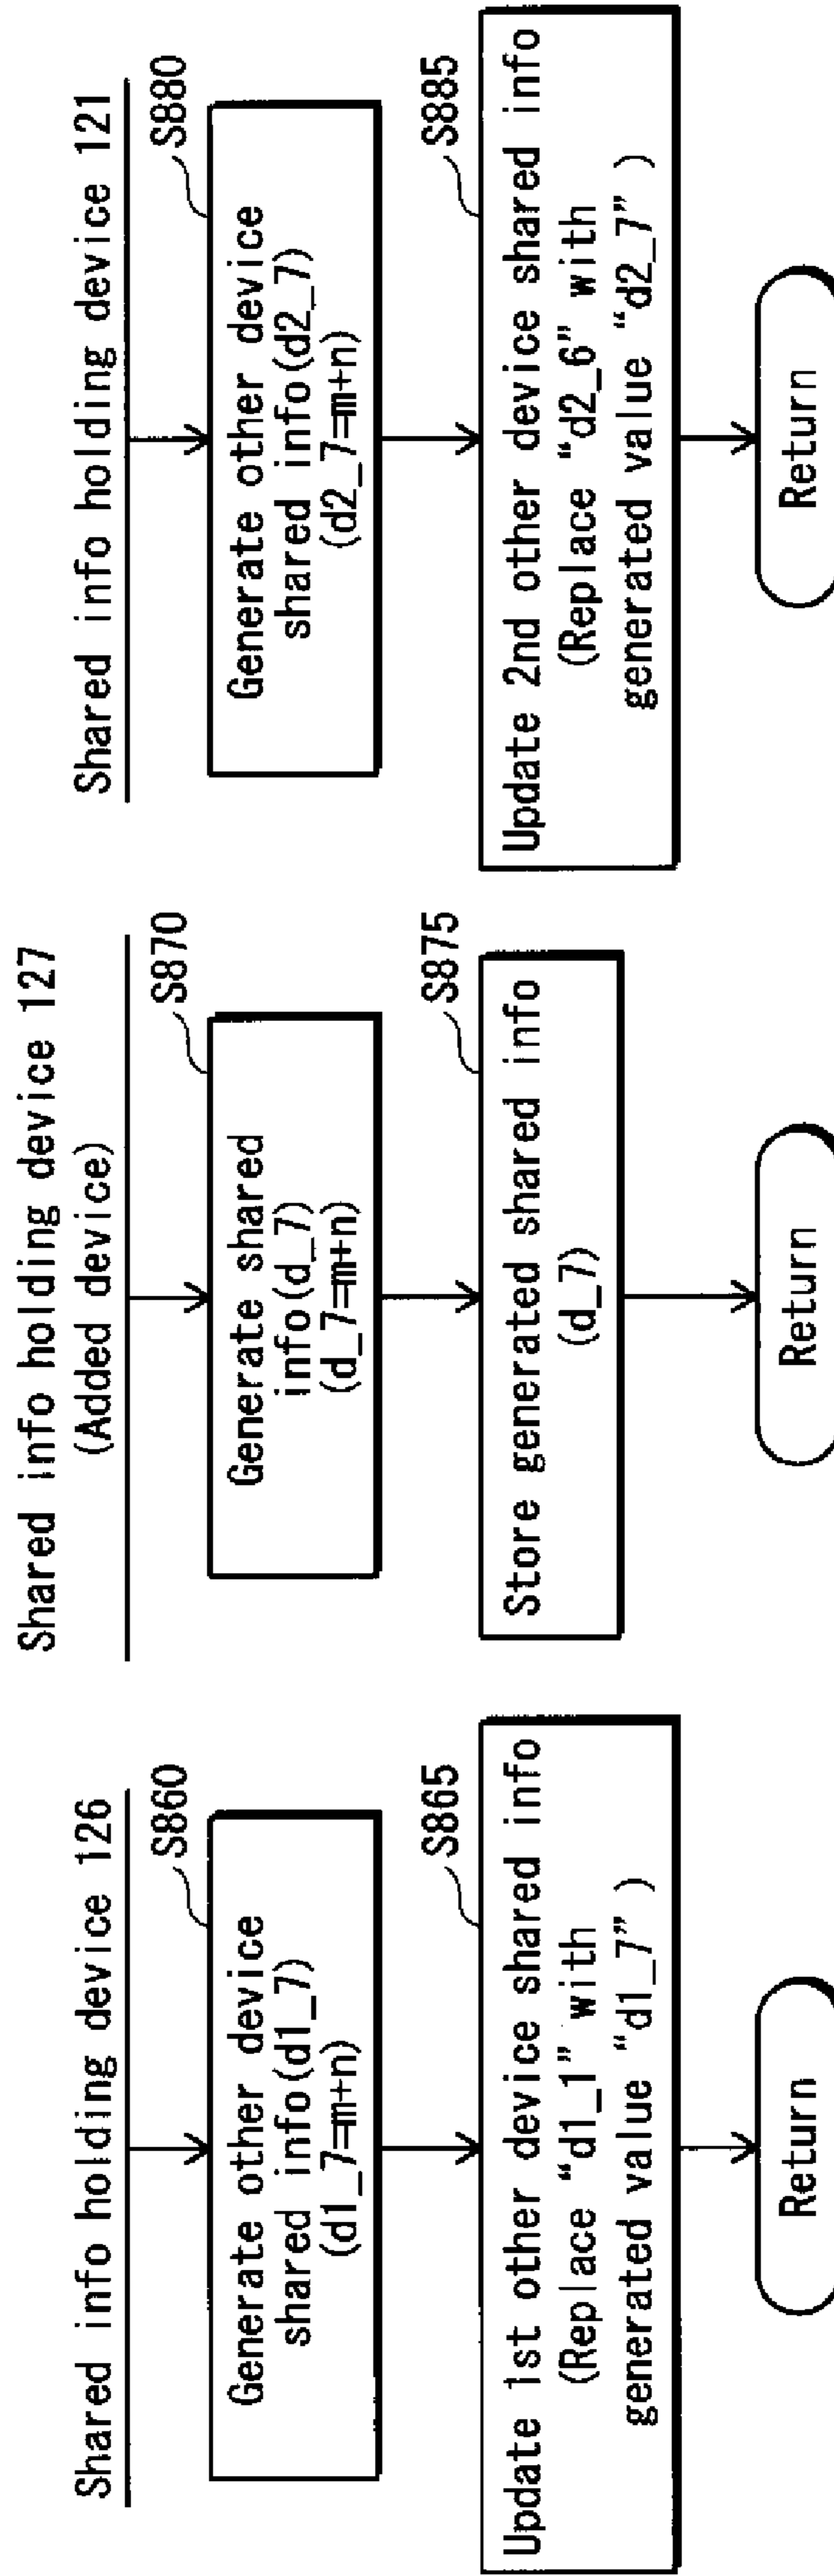 Shared info holding device 126
S860
Generate other device
shared info(d1_7)
(d1_7=m+n)
S865
Update 1st other device shared info
(Replace “d1_1” with
generated value “d1_7”)
Return
Shared info holding device 127
(Added device)
S870
Generate shared
info(d_7)
(d_7=m+n)
S875
Store generated shared info
(d_7)
Return
Shared info holding device 121
S880
Generate other device
shared info(d2_7)
(d2_7=m+n)
S885
Update 2nd other device shared info
(Replace “d2_6” with
generated value “d2_7”)
Return